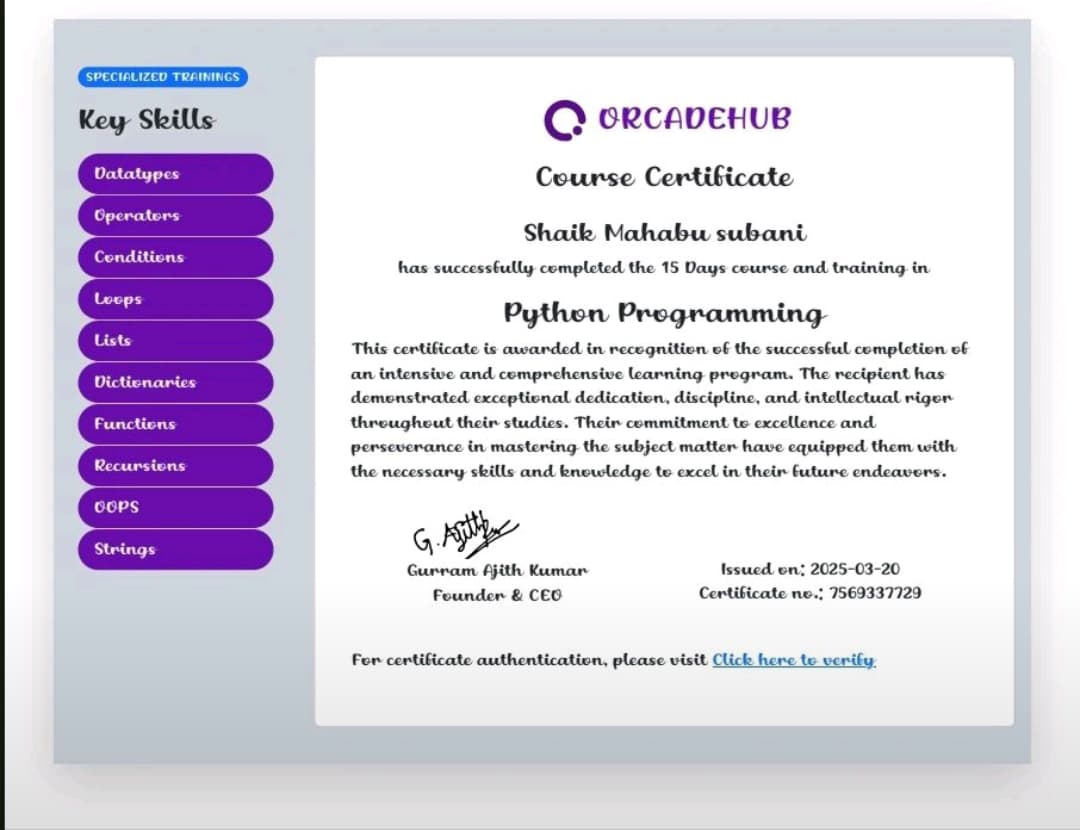 SPECIALIZED TRAININGS
Key Skills
Datatypes
Operators
Conditions
Loops
Lists
Dictionaries
Functions
Recursions
OOPS
Strings
ORCADEHUB
Course Certificate
Shaik Mahabu subani
has successfully completed the 15 Days course and training in
Python Programming
This certificate is awarded in recognition of the successful completion of
an intensive and comprehensive learning program. The recipient has
demonstrated exceptional dedication, discipline, and intellectual rigor
throughout their studies. Their commitment to excellence and
perseverance in mastering the subject matter have equipped them with
the necessary skills and knowledge to excel in their future endeavors.
G. Ajithk
Gurram Ajith Kumar
Founder & CEO
Issued on: 2025-03-20
Certificate no.: 7569337729
For certificate authentication, please visit Click here to verify